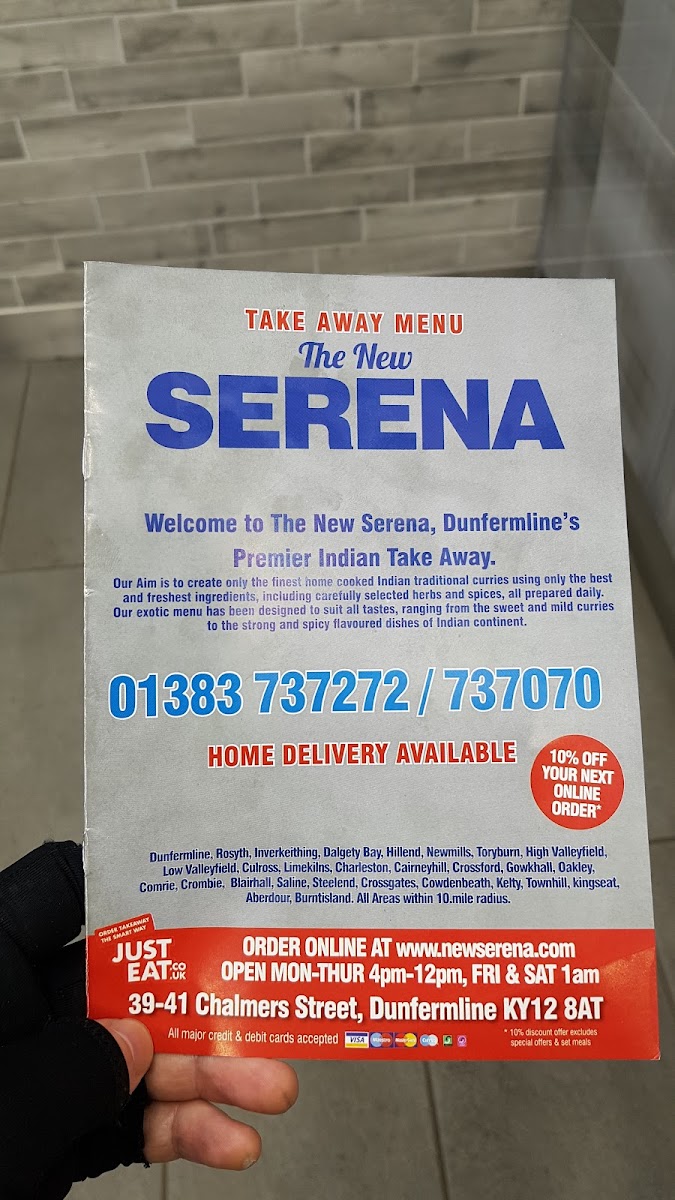 TAKE AWAY MENU
The New
SERENA
Welcome to The New Serena, Dunfermline's
Premier Indian Take Away.
Our Aim is to create only the finest home cooked Indian traditional curries using only the best
and freshest ingredients, including carefully selected herbs and spices, all prepared daily.
Our exotic menu has been designed to suit all tastes, ranging from the sweet and mild curries
to the strong and spicy flavoured dishes of Indian continent.
01383 737272 / 737070
HOME DELIVERY AVAILABLE
10% OFF
YOUR NEXT
ONLINE
ORDER*
Dunfermline, Rosyth, Inverkeithing, Dalgety Bay, Hillend, Newmills, Toryburn, High Valleyfield,
Low Valleyfield, Culross, Limekilns, Charleston, Cairneyhill, Crossford, Gowkhall, Oakley,
Comrie, Crombie, Blairhall, Saline, Steelend, Crossgates, Cowdenbeath, Kelty, Townhill, kingseat,
Aberdour, Burntisland. All Areas within 10.mile radius.
ORDER TAKEAWAY
THE SMART WAY
JUST
EAT.CO.UK
ORDER ONLINE AT www.newserena.com
OPEN MON-THUR 4pm-12pm, FRI & SAT 1am
39-41 Chalmers Street, Dunfermline KY12 8AT
All major credit & debit cards accepted VISA
* 10% discount offer excludes
special offers & set meals